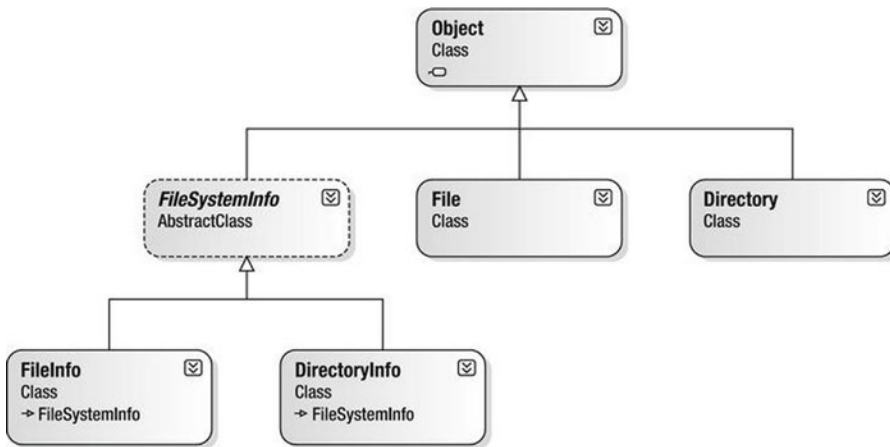 Object
Class
FileSystemInfo
AbstractClass
File
Class
Directory
Class
FileInfo
Class
FileSystemInfo
DirectoryInfo
Class
FileSystemInfo